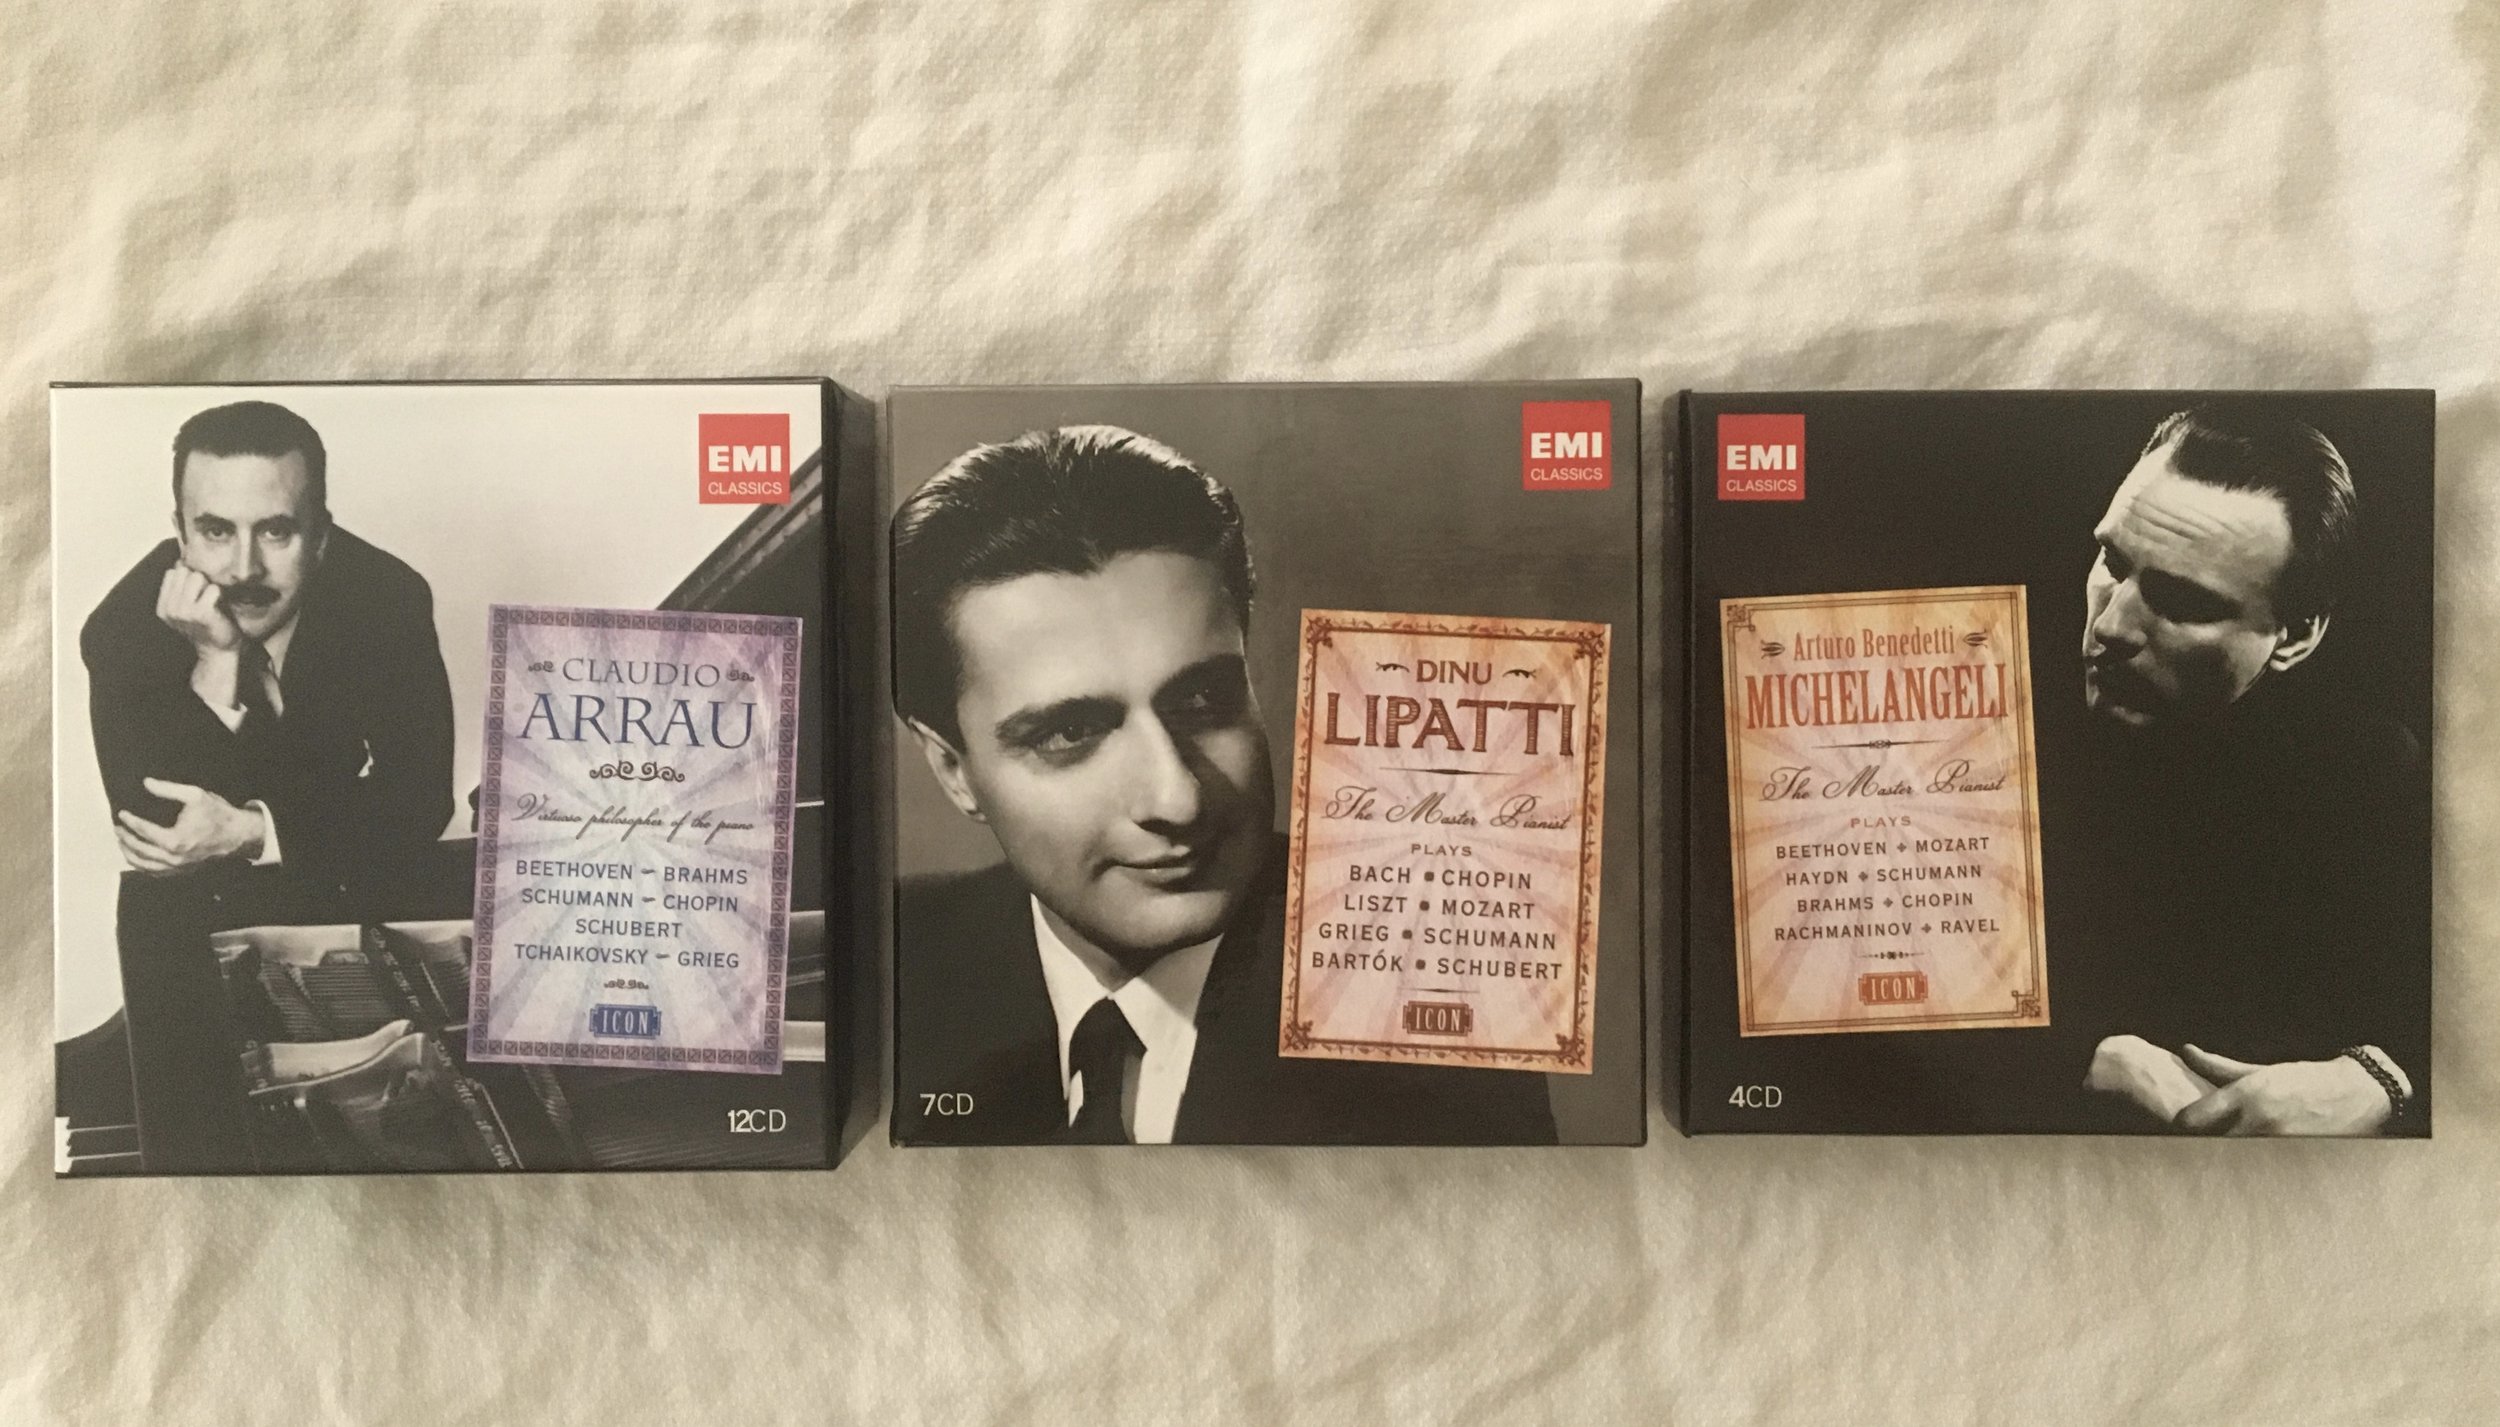 EMI
CLASSICS
CLAUDIO
ARRAU
Virtuoso philosopher of the piano
BEETHOVEN ~ BRAHMS
SCHUMANN ~ CHOPIN
SCHUBERT
TCHAIKOVSKY ~ GRIEG
ICON
12CD
EMI
CLASSICS
DINU
LIPATTI
The Master Pianist
PLAYS
BACH • CHOPIN
LISZT • MOZART
GRIEG • SCHUMANN
BARTÓK • SCHUBERT
ICON
7CD
EMI
CLASSICS
Arturo Benedetti
MICHELANGELI
The Master Pianist
PLAYS
BEETHOVEN + MOZART
HAYDN + SCHUMANN
BRAHMS + CHOPIN
RACHMANINOV + RAVEL
ICON
4CD